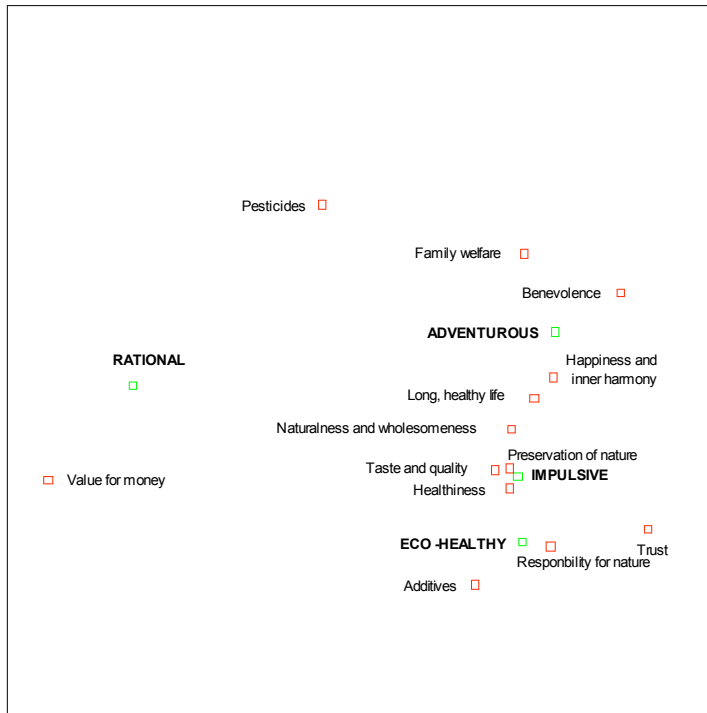 Pesticides
Family welfare
Benevolence
ADVENTUROUS
RATIONAL
Happiness and
inner harmony
Long, healthy life
Naturalness and wholesomeness
Preservation of nature
Taste and quality
IMPULSIVE
Value for money
Healthiness
ECO -HEALTHY
Trust
Responbility for nature
Additives